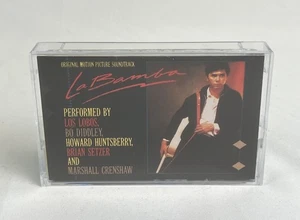 ORIGINAL MOTION PICTURE SOUNDTRACK
La Bamba
PERFORMED BY
LOS LOBOS,
BO DIDDLEY,
HOWARD HUNTSBERRY,
BRIAN SETZER
AND
MARSHALL CRENSHAW